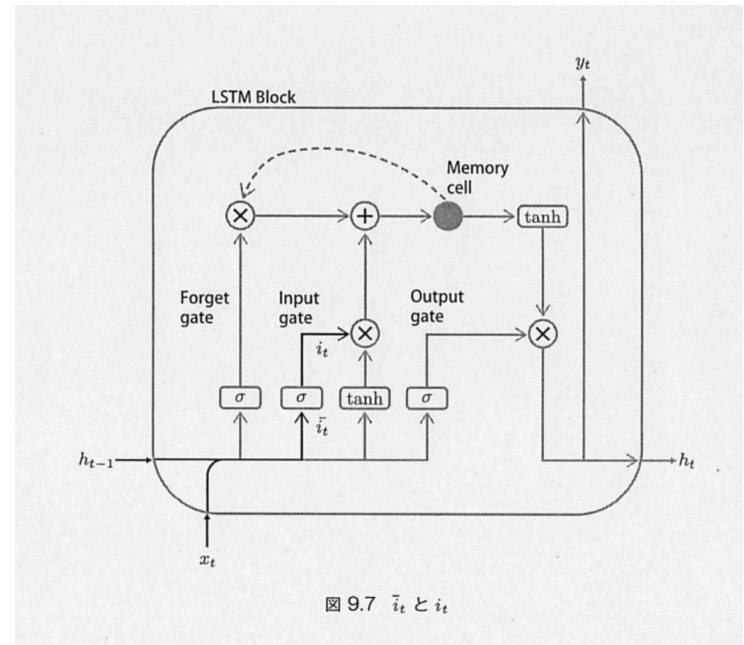 y_t
LSTM Block
Memory
cell
× + tanh
Forget
gate
Input
gate
Output
gate
i_t × ×
σ σ tanh σ
ī_t
h_{t−1} h_t
x_t
図 9.7 ī_t と i_t